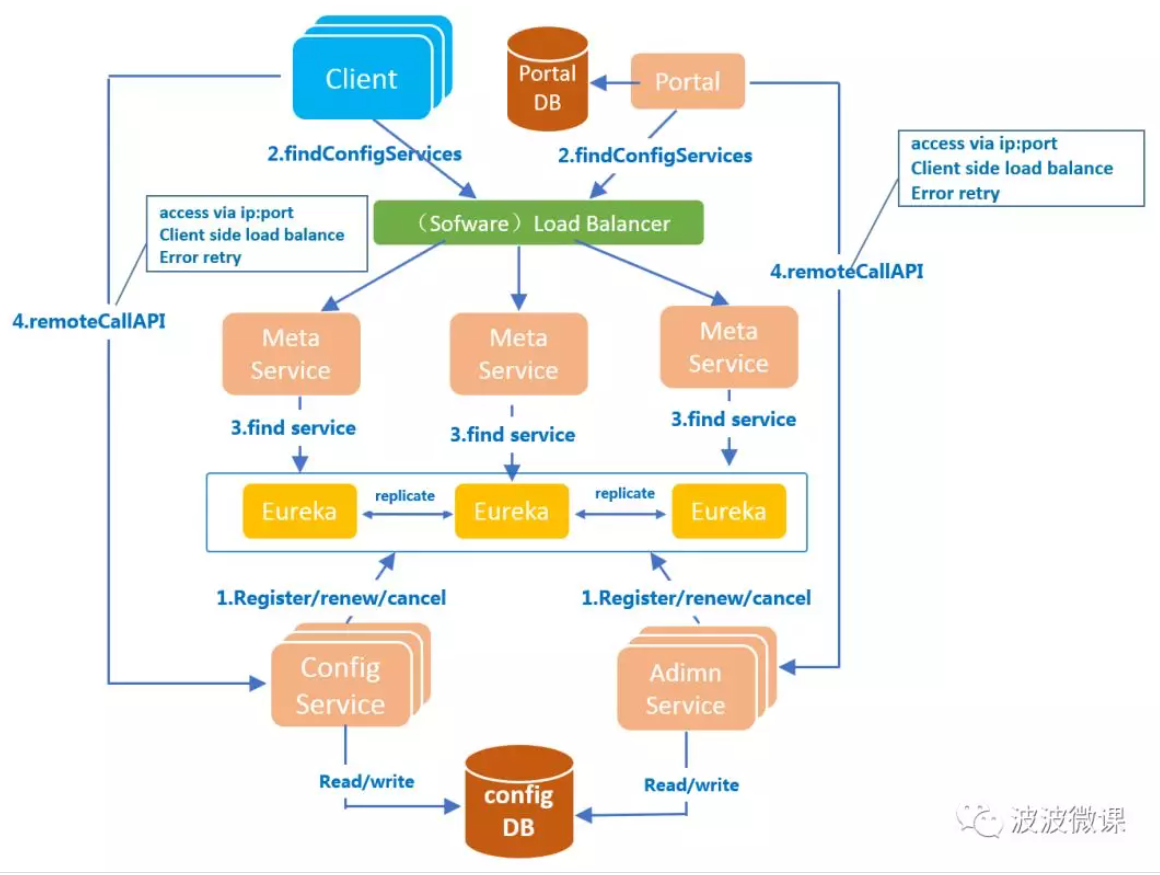 Client
Portal
DB
Portal
2.findConfigServices
2.findConfigServices
access via ip:port
Client side load balance
Error retry
access via ip:port
Client side load balance
Error retry
（Sofware）Load Balancer
4.remoteCallAPI
4.remoteCallAPI
Meta
Service
Meta
Service
Meta
Service
3.find service
3.find service
3.find service
Eureka
replicate
Eureka
replicate
Eureka
1.Register/renew/cancel
1.Register/renew/cancel
Config
Service
Adimn
Service
Read/write
Read/write
config
DB
波波微课